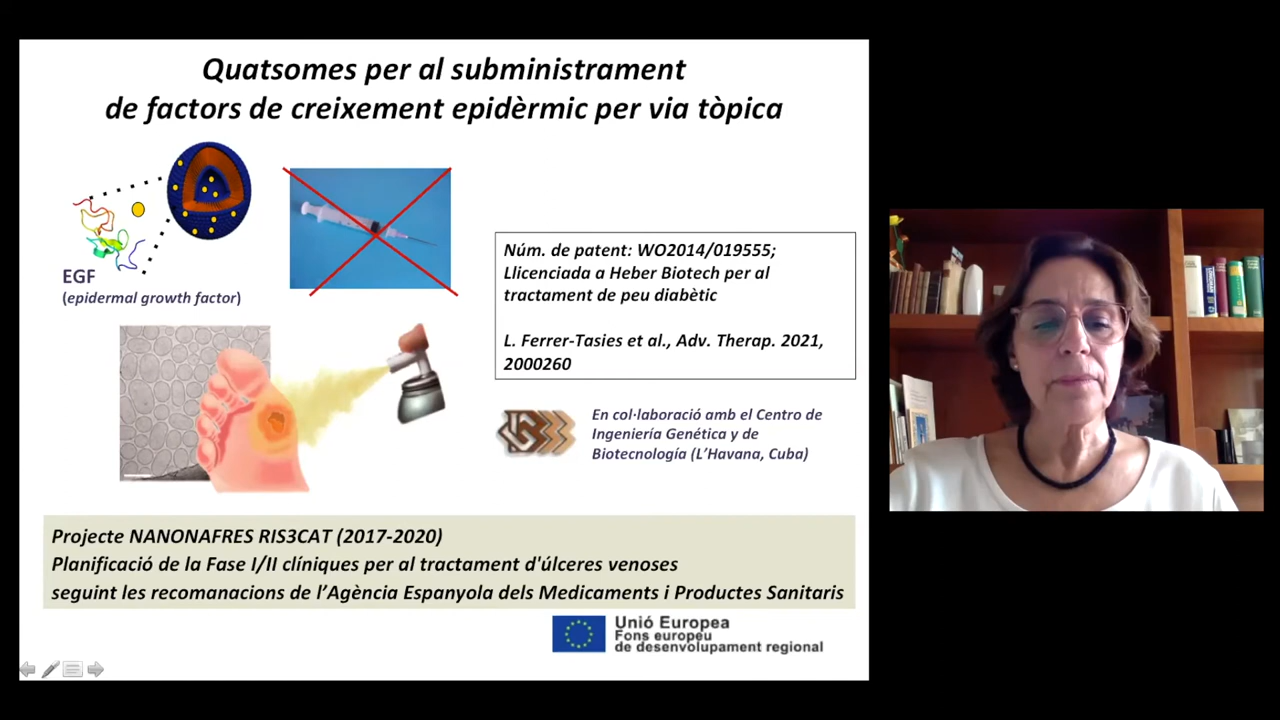 Quatsomes per al subministrament
de factors de creixement epidèrmic per via tòpica
EGF
(epidermal growth factor)
Núm. de patent: WO2014/019555;
Llicenciada a Heber Biotech per al
tractament de peu diabètic
L. Ferrer-Tasies et al., Adv. Therap. 2021,
2000260
En col·laboració amb el Centro de
Ingeniería Genética y de
Biotecnología (L’Havana, Cuba)
Projecte NANONAFRES RIS3CAT (2017-2020)
Planificació de la Fase I/II clíniques per al tractament d'úlceres venoses
seguint les recomanacions de l’Agència Espanyola dels Medicaments i Productes Sanitaris
Unió Europea
Fons europeu
de desenvolupament regional